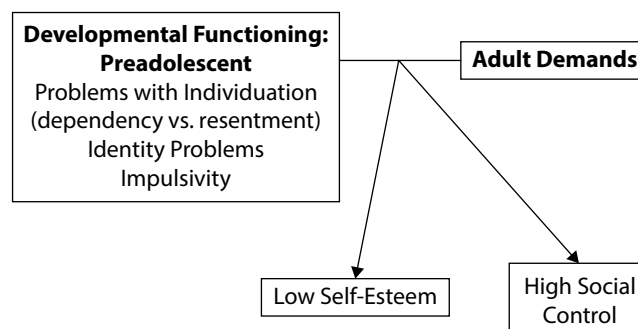 Developmental Functioning:
Preadolescent
Problems with Individuation
(dependency vs. resentment)
Identity Problems
Impulsivity
Adult Demands
Low Self-Esteem
High Social
Control